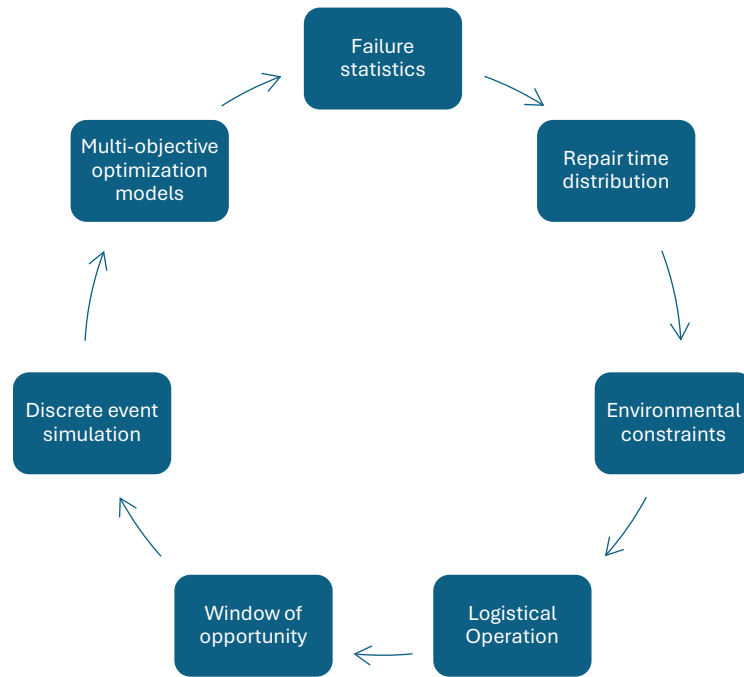 Failure
statistics
Repair time
distribution
Environmental
constraints
Logistical
Operation
Window of
opportunity
Discrete event
simulation
Multi-objective
optimization
models